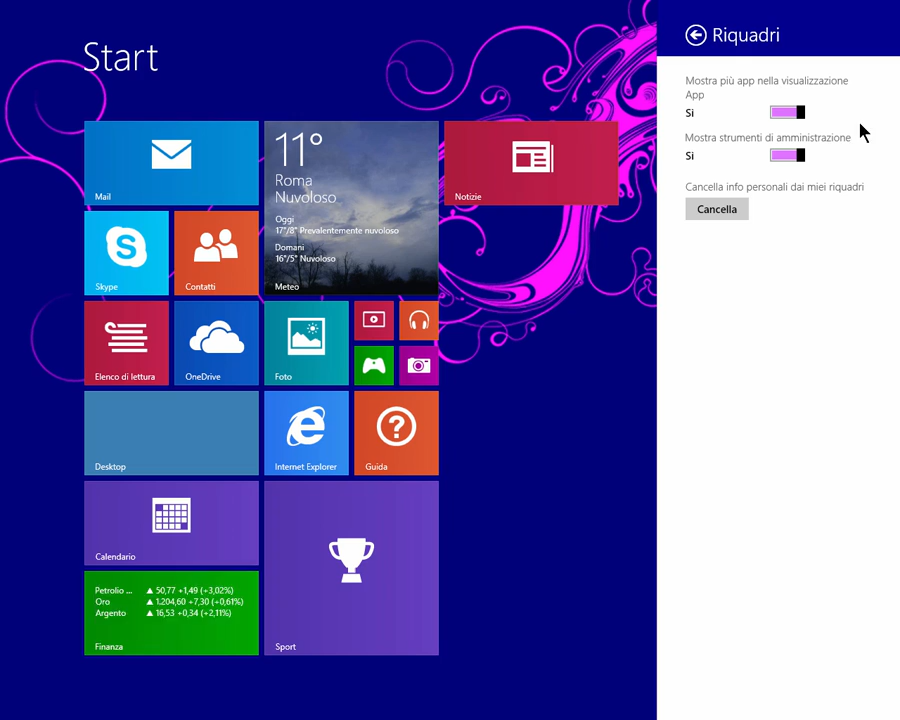 Start
Mail
11°
Roma
Nuvoloso
Oggi
17°/8° Prevalentemente nuvoloso
Domani
16°/5° Nuvoloso
Meteo
Notizie
Skype
Contatti
Elenco di lettura
OneDrive
Foto
Desktop
Internet Explorer
Guida
Calendario
Petrolio ... ▲ 50,77 +1,49 (+3,02%)
Oro ▲ 1.204,60 +7,30 (+0,61%)
Argento ▲ 16,53 +0,34 (+2,11%)
Finanza
Sport
Riquadri
Mostra più app nella visualizzazione
App
Sì
Mostra strumenti di amministrazione
Sì
Cancella info personali dai miei riquadri
Cancella